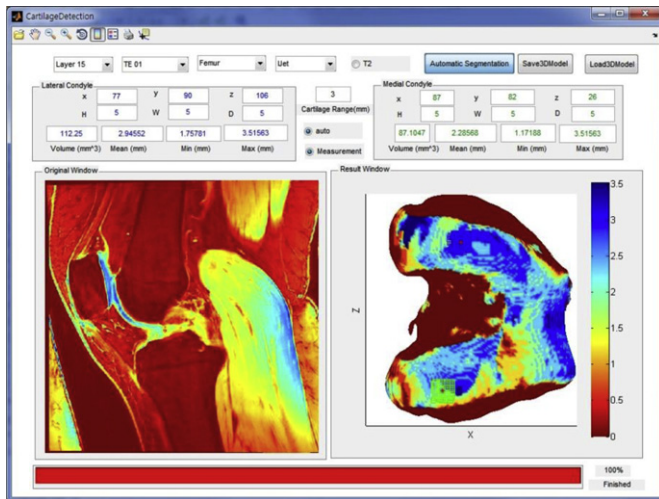 CartilageDetection
Layer 15 TE 01 Femur Uet T2 Automatic Segmentation Save3DModel Load3DModel
Lateral Condyle
x 77 y 90 z 106
H 5 W 5 D 5
112.25 2.94552 1.75781 3.51563
Volume (mm^3) Mean (mm) Min (mm) Max (mm)
3
Cartilage Range(mm)
auto
Measurement
Medial Condyle
x 87 y 82 z 26
H 5 W 5 D 5
87.1047 2.28568 1.17188 3.51563
Volume (mm^3) Mean (mm) Min (mm) Max (mm)
Original Window
Result Window
Z
X
3.5
3
2.5
2
1.5
1
0.5
0
100%
Finished